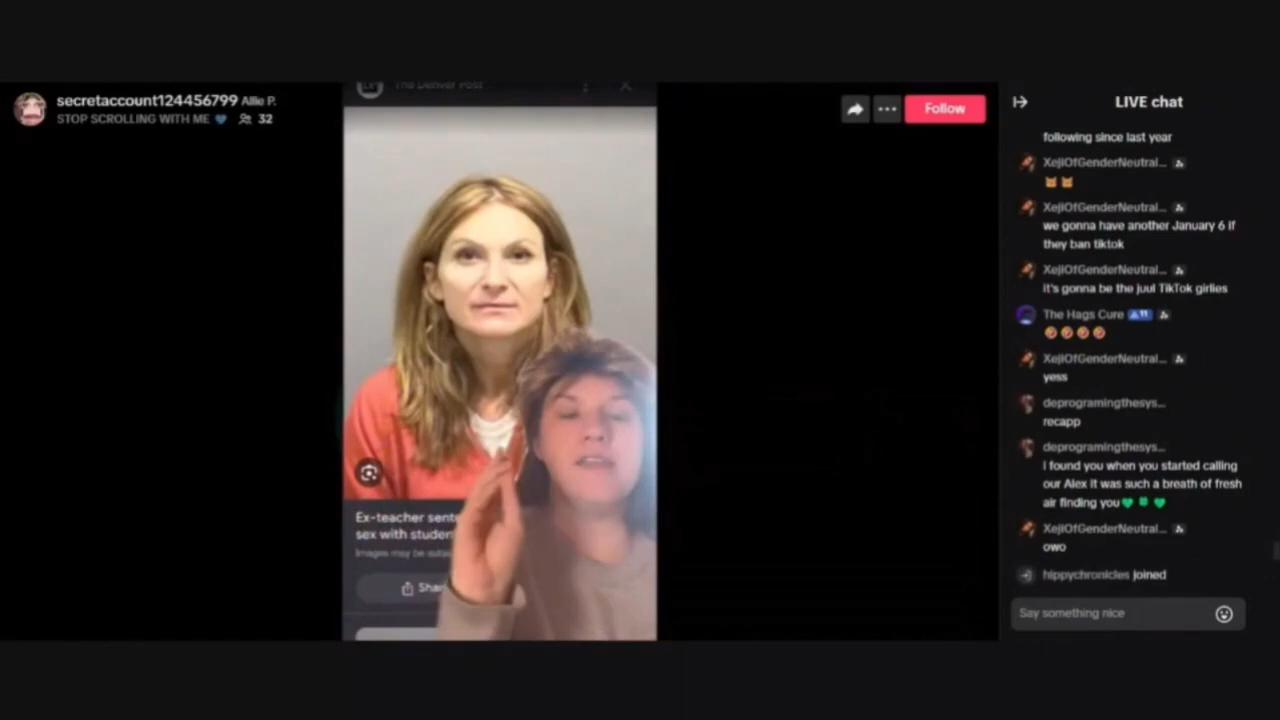 secretaccount124456799 Allie P.
STOP SCROLLING WITH ME 💙 32
The Denver Post
Follow
LIVE chat
following since last year
XejiOfGenderNeutral...
XejiOfGenderNeutral...
we gonna have another January 6 if
they ban tiktok
XejiOfGenderNeutral...
it's gonna be the juul TikTok girlies
The Hags Cure 11
🤣🤣🤣🤣
XejiOfGenderNeutral...
yess
deprogramingthesys...
recapp
deprogramingthesys...
I found you when you started calling
our Alex it was such a breath of fresh
air finding you💚 🍀 💚
XejiOfGenderNeutral...
owo
hippychronicles joined
Say something nice
Ex-teacher
sex with
Images may be